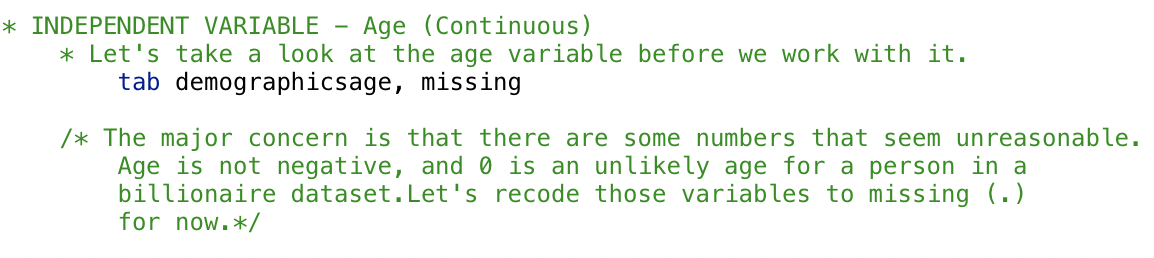 * INDEPENDENT VARIABLE – Age (Continuous)
* Let's take a look at the age variable before we work with it.
tab demographicsage, missing
/* The major concern is that there are some numbers that seem unreasonable.
Age is not negative, and 0 is an unlikely age for a person in a
billionaire dataset.Let's recode those variables to missing (.)
for now.*/